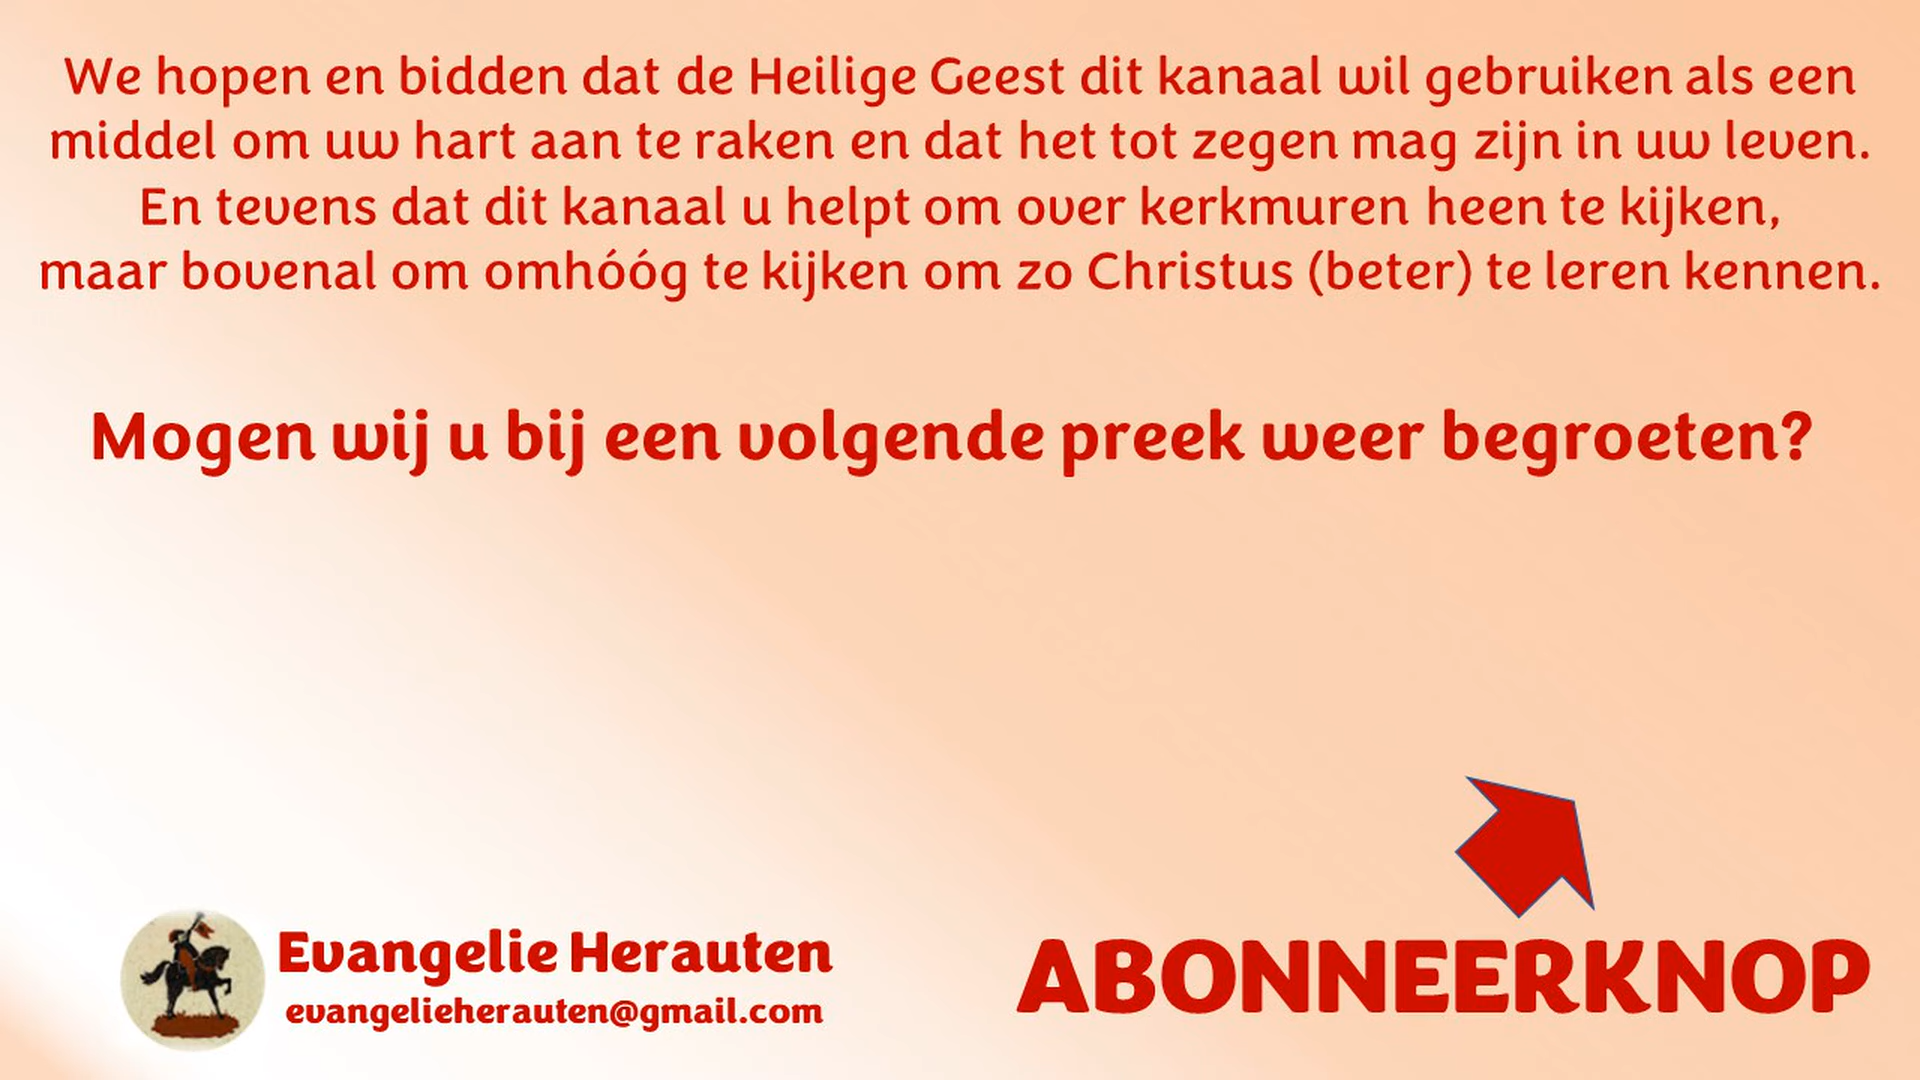 We hopen en bidden dat de Heilige Geest dit kanaal wil gebruiken als een
middel om uw hart aan te raken en dat het tot zegen mag zijn in uw leven.
En tevens dat dit kanaal u helpt om over kerkmuren heen te kijken,
maar bovenal om omhóóg te kijken om zo Christus (beter) te leren kennen.
Mogen wij u bij een volgende preek weer begroeten?
Evangelie Herauten
evangelieherauten@gmail.com
ABONNEERKNOP